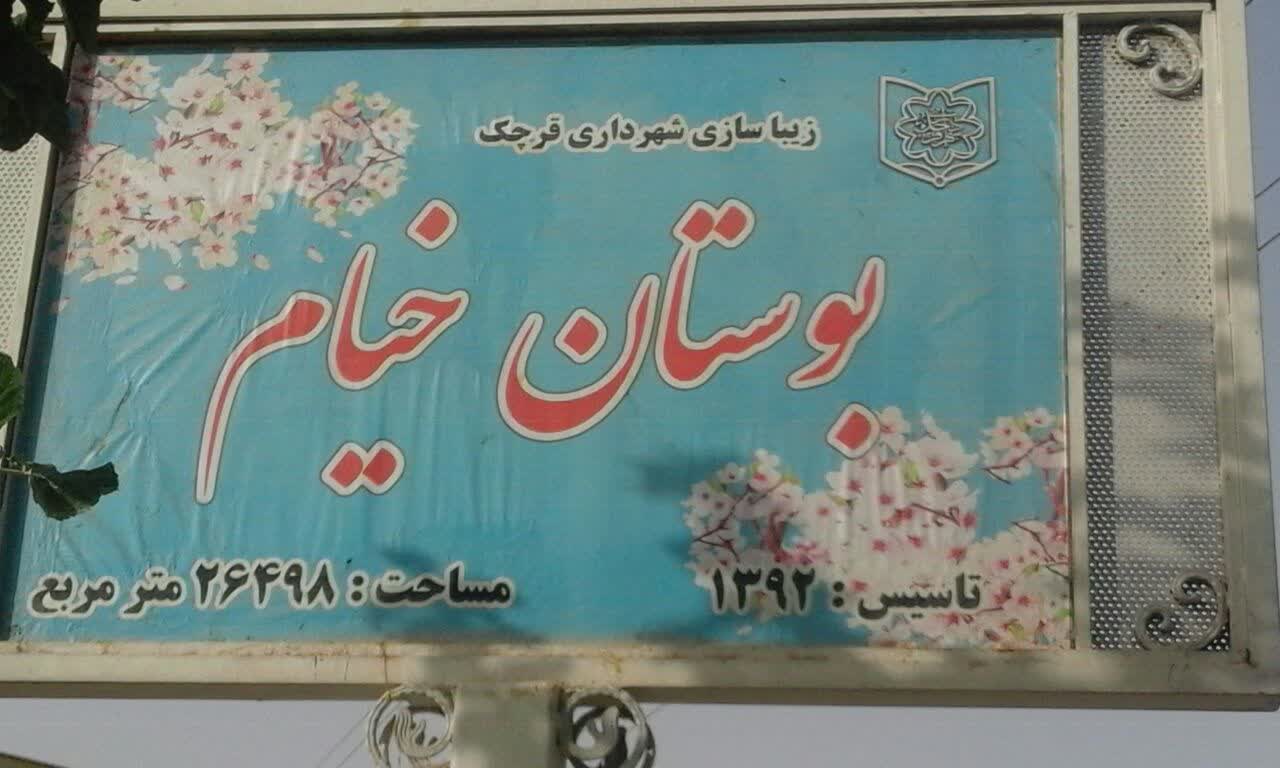 زیبا سازی شهرداری قرچک
بوستان خیام
تاسیس : ۱۳۹۲
مساحت : ۲۶۴۹۸ متر مربع